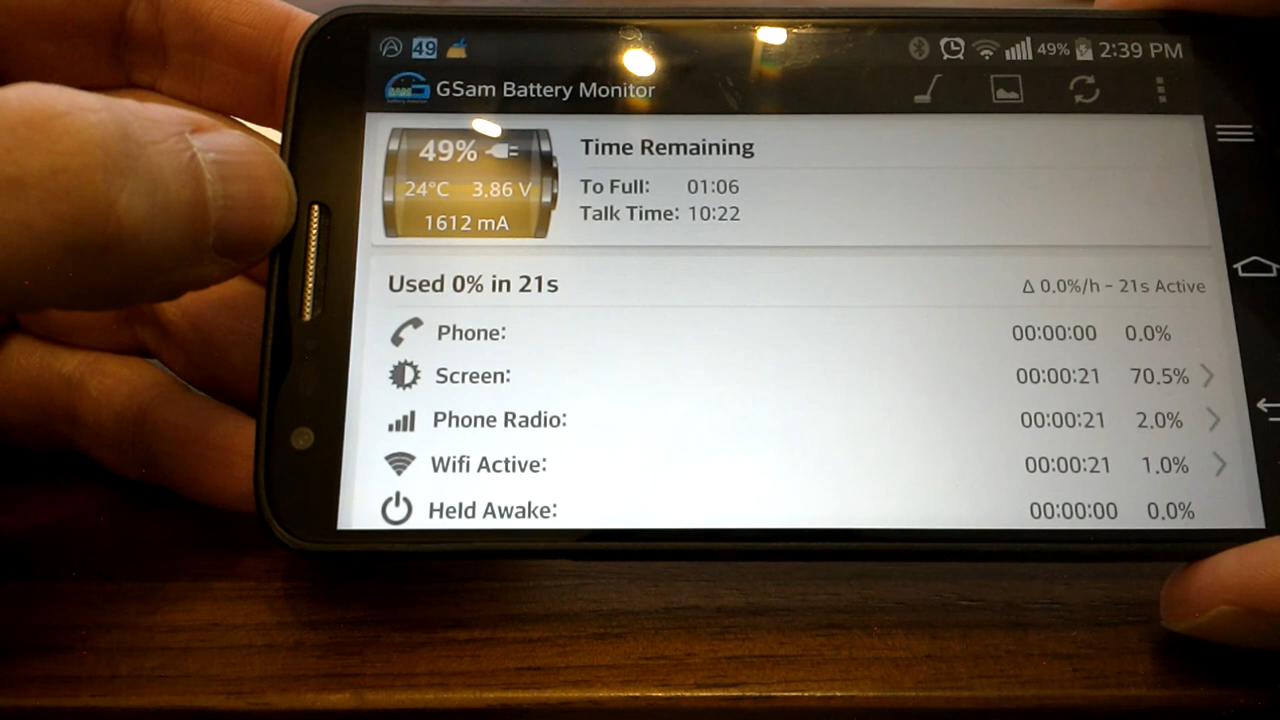 49 49% 2:39 PM
GSam Battery Monitor
49%
24°C 3.86 V
1612 mA
Time Remaining
To Full: 01:06
Talk Time: 10:22
Used 0% in 21s Δ 0.0%/h - 21s Active
Phone: 00:00:00 0.0%
Screen: 00:00:21 70.5%
Phone Radio: 00:00:21 2.0%
Wifi Active: 00:00:21 1.0%
Held Awake: 00:00:00 0.0%